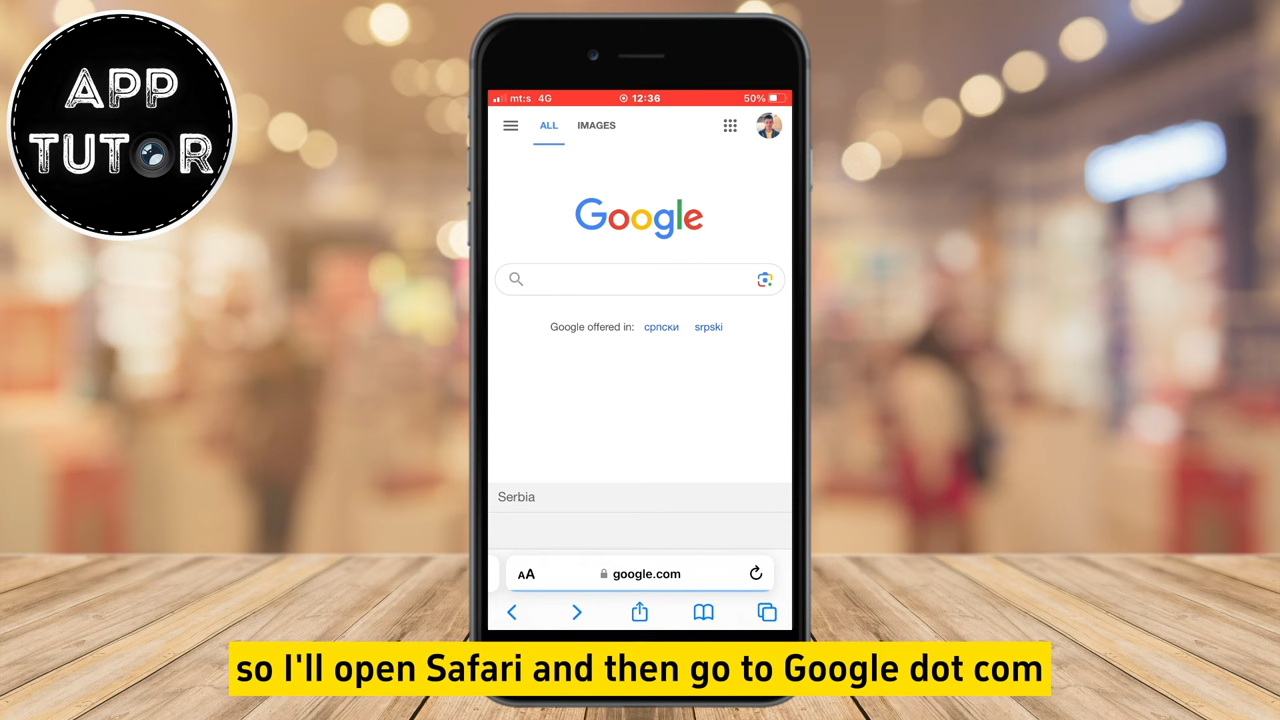 APP
TUTOR
mt:s 4G 12:36 50%
ALL IMAGES
Google
Google offered in: српски srpski
Serbia
AA google.com
so I'll open Safari and then go to Google dot com